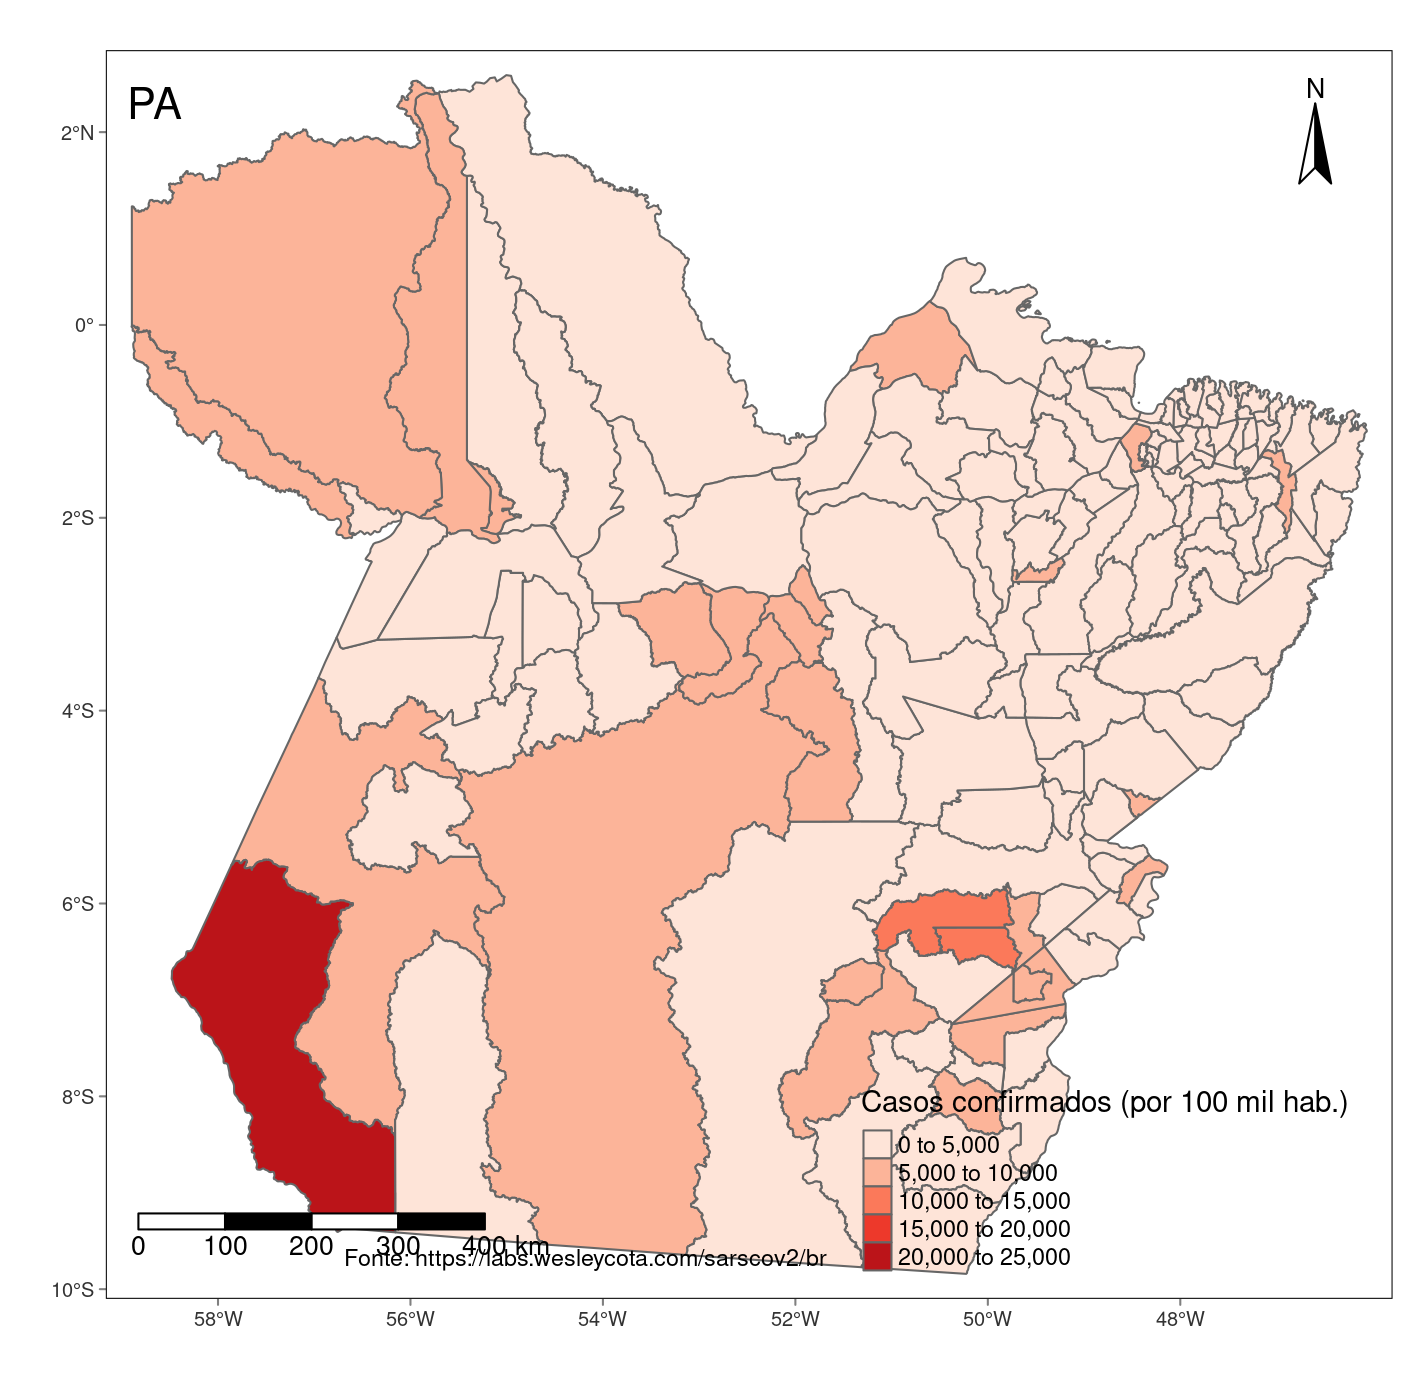 PA
N
2°N
0°
2°S
4°S
6°S
8°S
10°S
Casos confirmados (por 100 mil hab.)
0 to 5,000
5,000 to 10,000
10,000 to 15,000
15,000 to 20,000
20,000 to 25,000
0 100 200 300 400 km
Fonte: https://labs.wesleycota.com/sarscov2/br
58°W 56°W 54°W 52°W 50°W 48°W